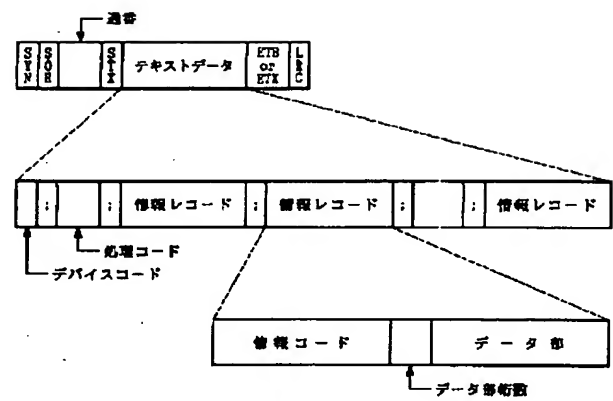 通番
SYN
SOH
STX
テキストデータ
ETB
or
ETX
LRC
; ; 情報レコード ; 情報レコード ; ; 情報レコード
処理コード
デバイスコード
情報コード
データ部
データ部桁数